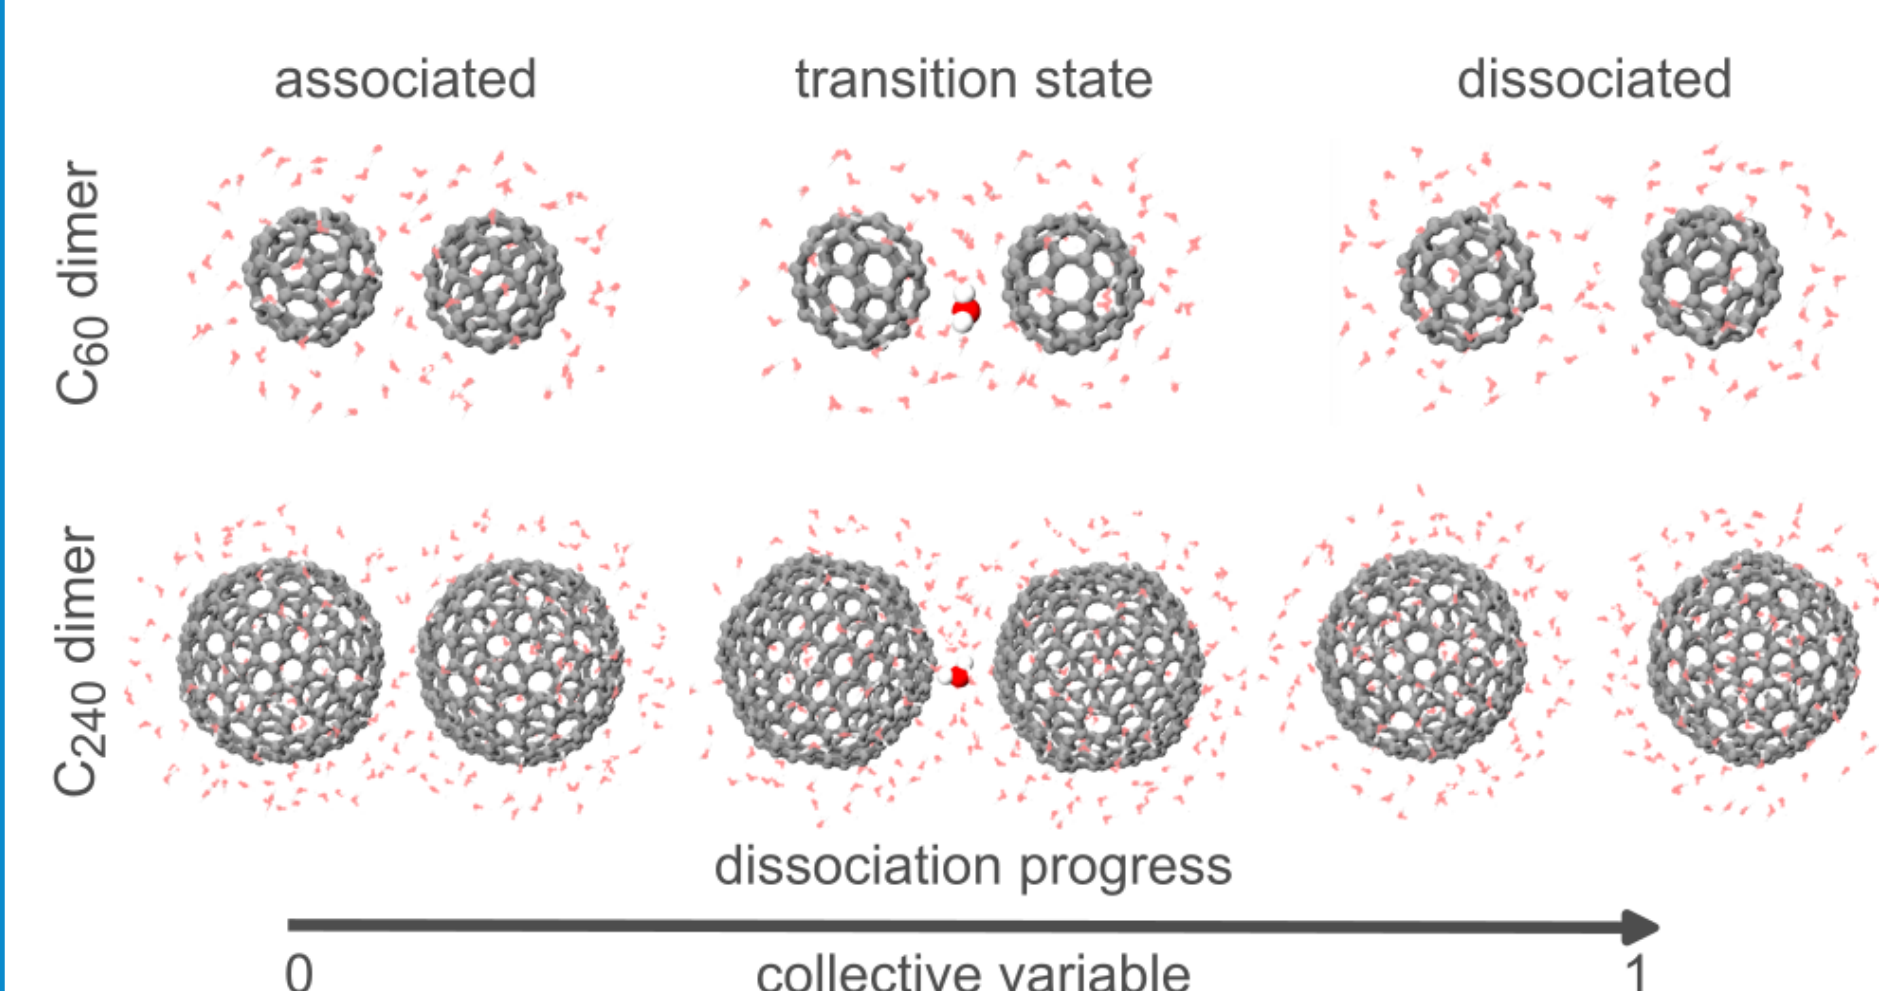 associated
transition state
dissociated
C60 dimer
C240 dimer
dissociation progress
0
collective variable
1